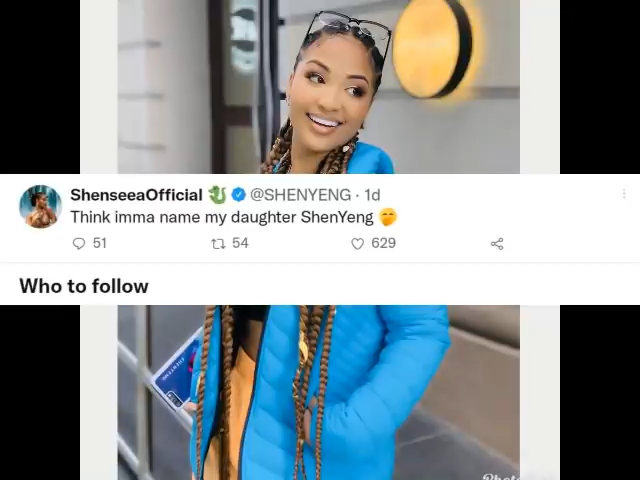 ShenseeaOfficial 🐉 @SHENYENG · 1d
Think imma name my daughter ShenYeng 🤭
51 54 629
Who to follow